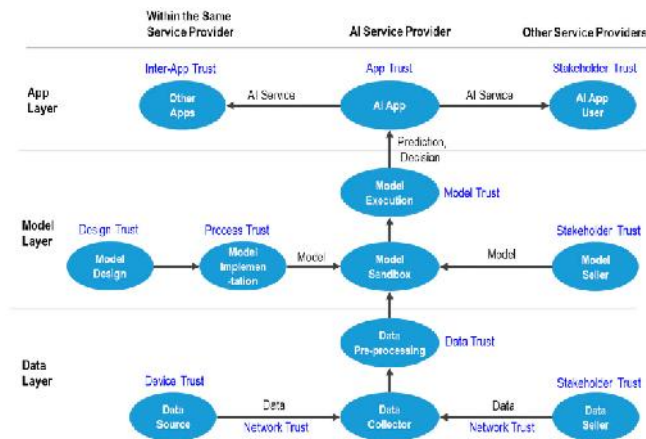 Within the Same
Service Provider
AI Service Provider
Other Service Providers
App
Layer
Inter-App Trust
App Trust
Stakeholder Trust
Other
Apps
AI Service
AI App
AI Service
AI App
User
Prediction,
Decision
Model
Execution
Model Trust
Model
Layer
Design Trust
Process Trust
Stakeholder Trust
Model
Design
Model
Implemen
-tation
Model
Model
Sandbox
Model
Model
Seller
Data
Pre-processing
Data Trust
Data
Layer
Device Trust
Stakeholder Trust
Data
Source
Data
Network Trust
Data
Collector
Data
Network Trust
Data
Seller